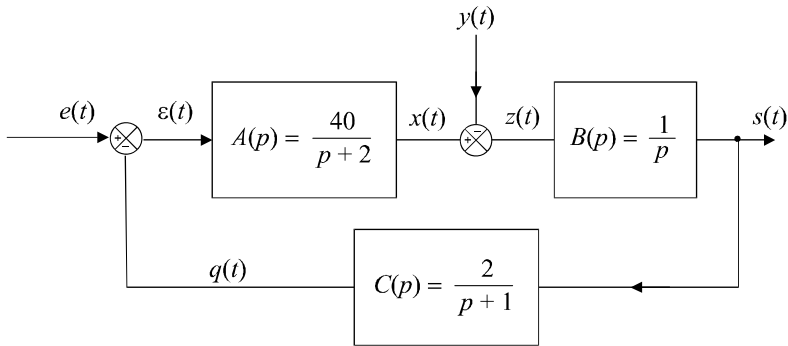 y(t)
e(t)
+
−
ε(t)
A(p) = 40 / p + 2
x(t)
+
−
z(t)
B(p) = 1 / p
s(t)
q(t)
C(p) = 2 / p + 1